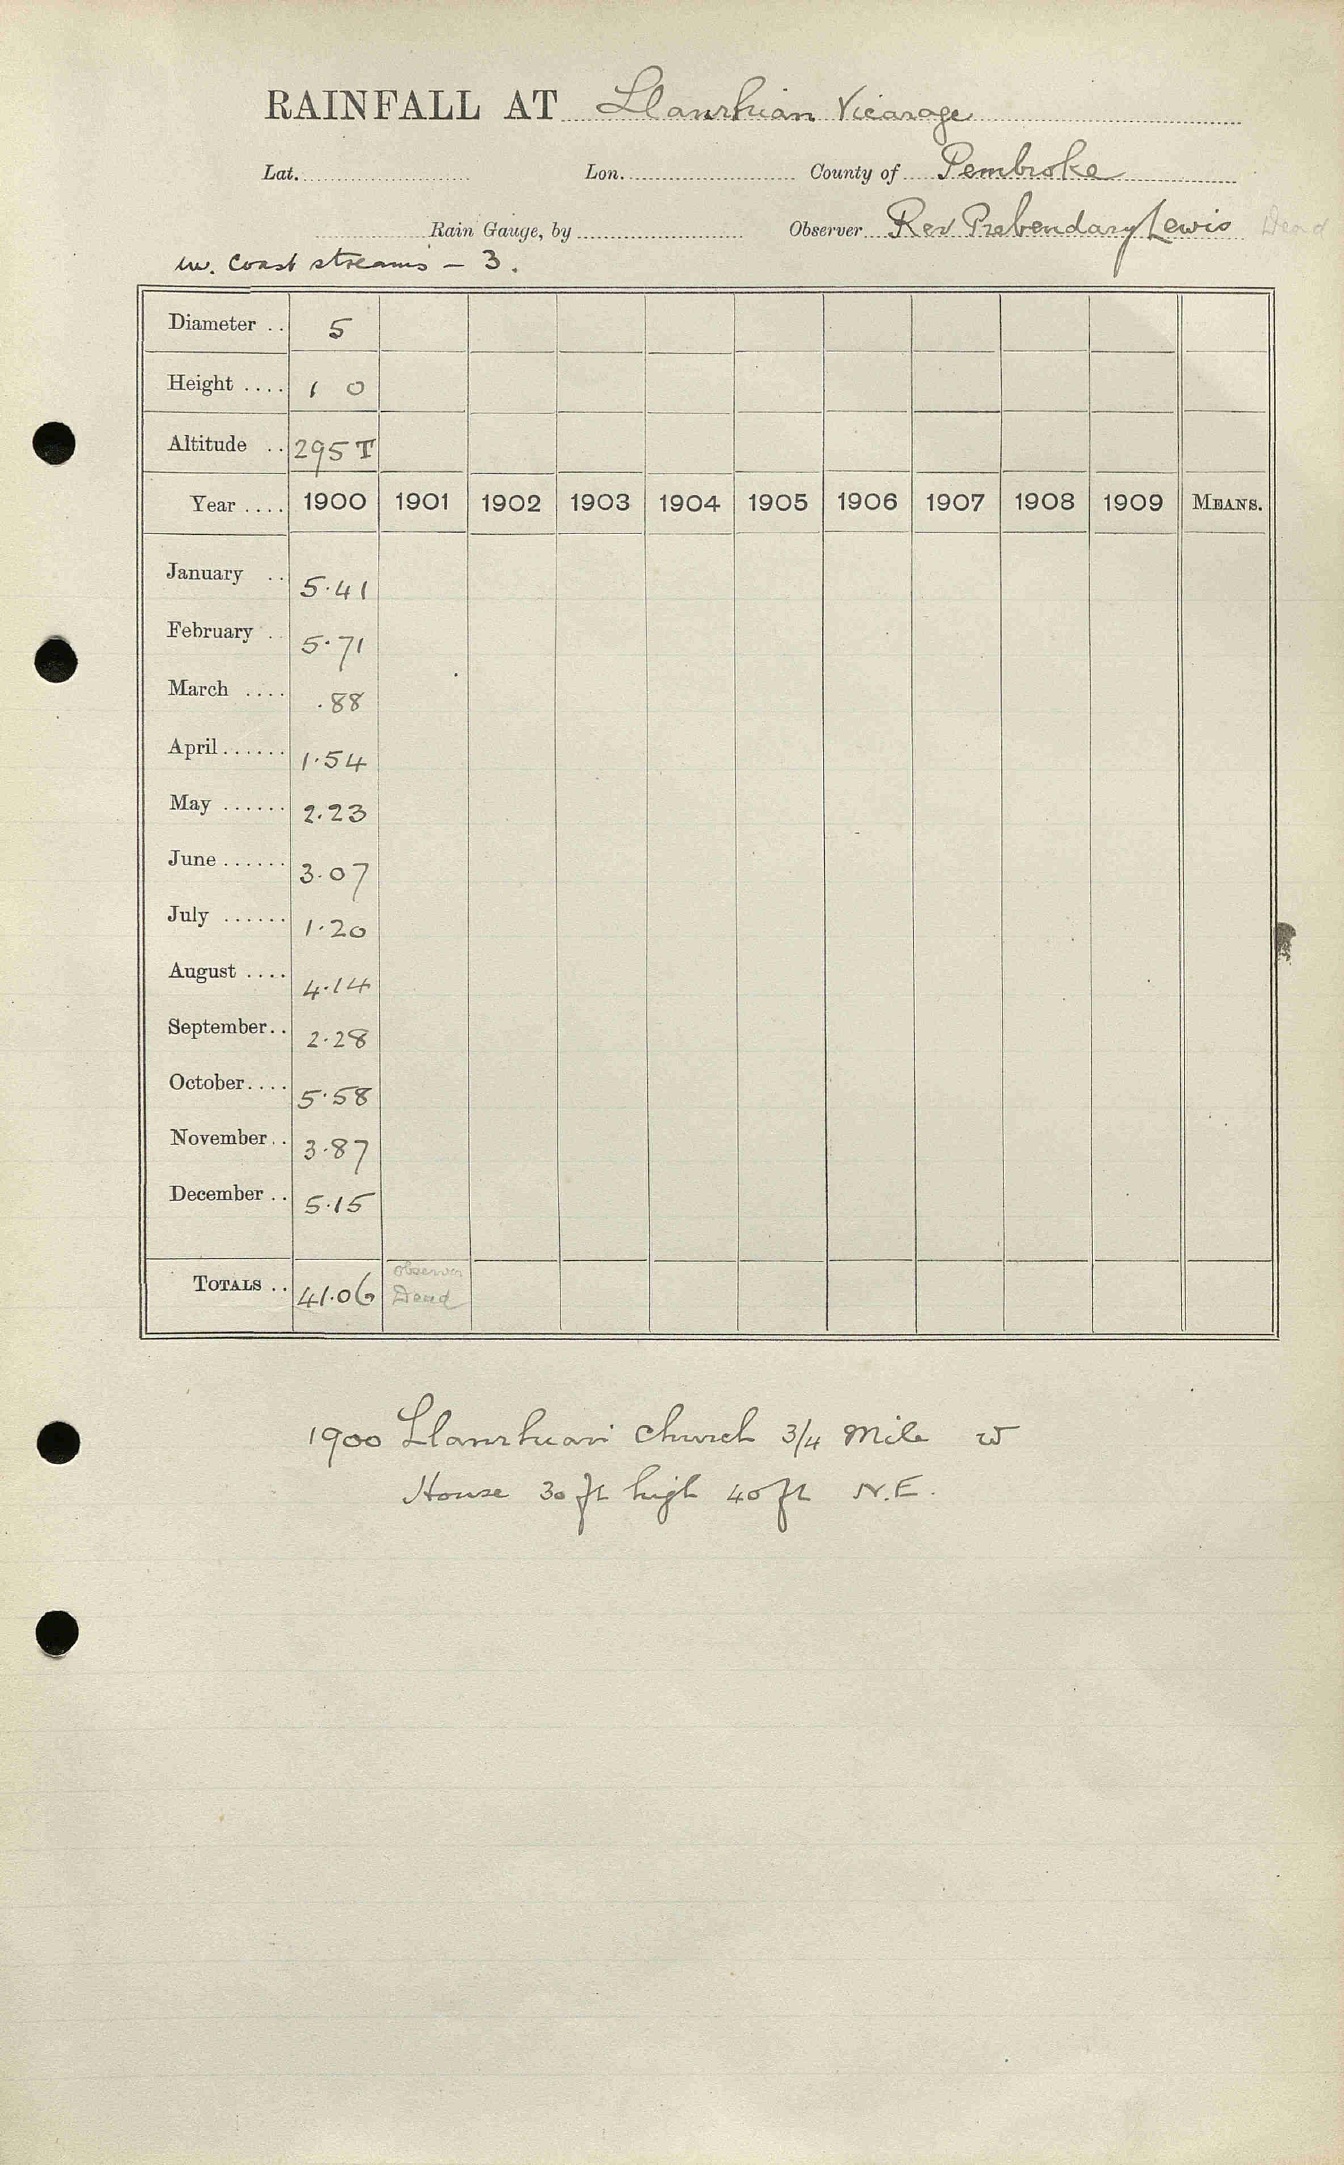 RAINFALL AT Llanrhian Vicarage
Lat. Lon. County of Pembroke
Rain Gauge, by Observer Rev Prebendary Lewis Dead
W. Coast streams – 3.
Diameter .. 5
Height .... 1 0
Altitude .. 295 T
Year .... 1900 1901 1902 1903 1904 1905 1906 1907 1908 1909 MEANS.
January .. 5.41
February .. 5.71
March .... .88
April ...... 1.54
May ...... 2.23
June ...... 3.07
July ...... 1.20
August .... 4.14
September .. 2.28
October .... 5.58
November .. 3.87
December .. 5.15
TOTALS .. 41.06 Observer Dead
1900 Llanrhian Church 3/4 Mile W
House 30 ft high 40 ft N.E.